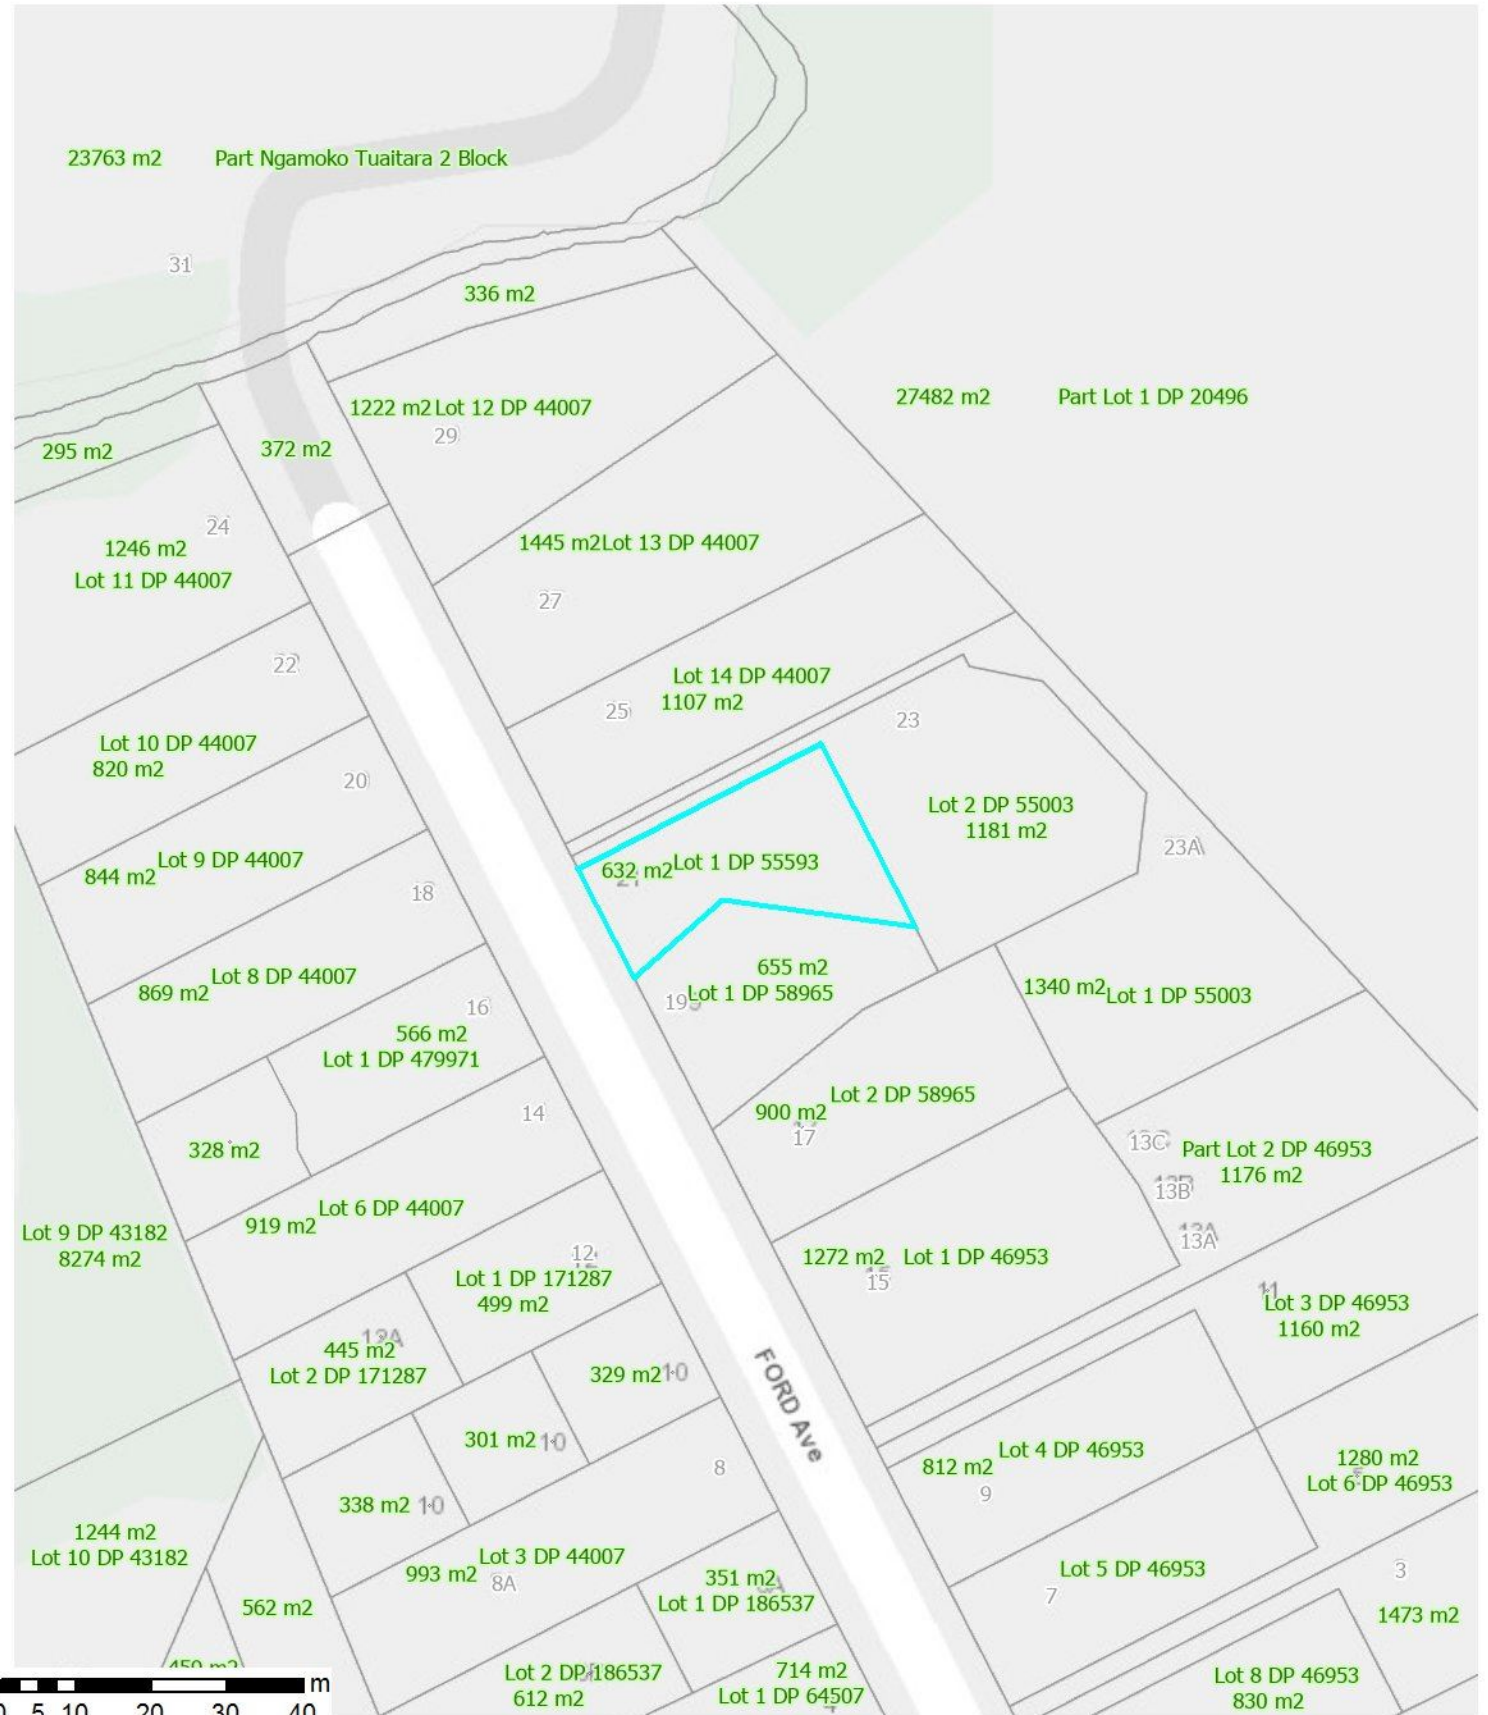 23763 m2 Part Ngamoko Tuaitara 2 Block
31
336 m2
27482 m2 Part Lot 1 DP 20496
1222 m2 Lot 12 DP 44007
29
295 m2
372 m2
24
1246 m2
Lot 11 DP 44007
1445 m2 Lot 13 DP 44007
27
22
Lot 14 DP 44007
1107 m2
25
23
Lot 10 DP 44007
820 m2
20
Lot 2 DP 55003
1181 m2
23A
844 m2 Lot 9 DP 44007
632 m2 Lot 1 DP 55593
21
18
869 m2 Lot 8 DP 44007
655 m2
Lot 1 DP 58965
19
1340 m2 Lot 1 DP 55003
16
566 m2
Lot 1 DP 479971
14
900 m2 Lot 2 DP 58965
17
328 m2
13C
Part Lot 2 DP 46953
1176 m2
13B
13A
919 m2 Lot 6 DP 44007
Lot 9 DP 43182
8274 m2
12
Lot 1 DP 171287
499 m2
1272 m2 Lot 1 DP 46953
15
11
Lot 3 DP 46953
1160 m2
12A
445 m2
Lot 2 DP 171287
329 m2 10
FORD Ave
301 m2 10
8
812 m2 Lot 4 DP 46953
9
1280 m2
Lot 6 DP 46953
338 m2 10
1244 m2
Lot 10 DP 43182
993 m2 Lot 3 DP 44007
8A
Lot 5 DP 46953
7
3
351 m2
Lot 1 DP 186537
562 m2
1473 m2
459 m2
Lot 2 DP 186537
612 m2
714 m2
Lot 1 DP 64507
4
Lot 8 DP 46953
830 m2
m
0 5 10 20 30 40